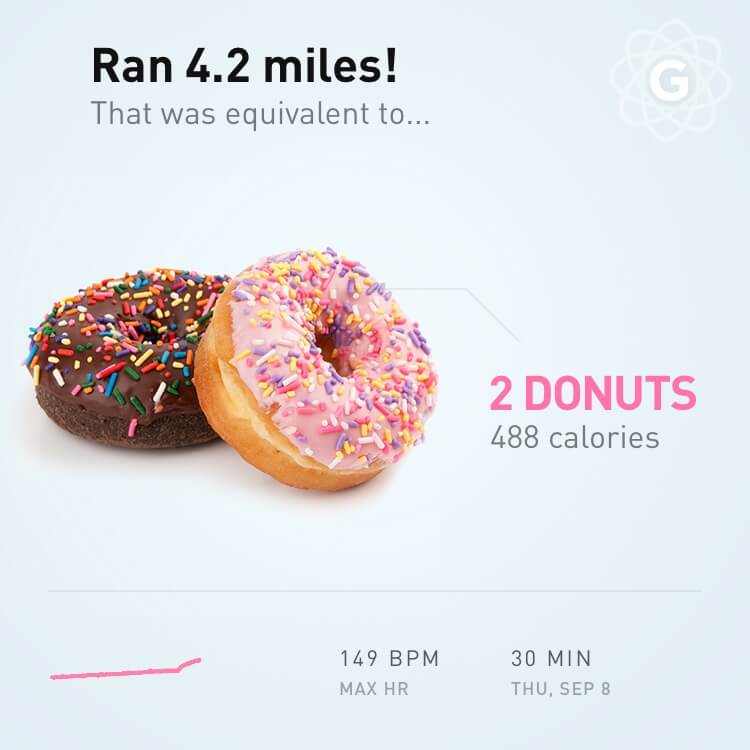 Ran 4.2 miles!
G
That was equivalent to...
2 DONUTS
488 calories
149 BPM
30 MIN
MAX HR
THU, SEP 8